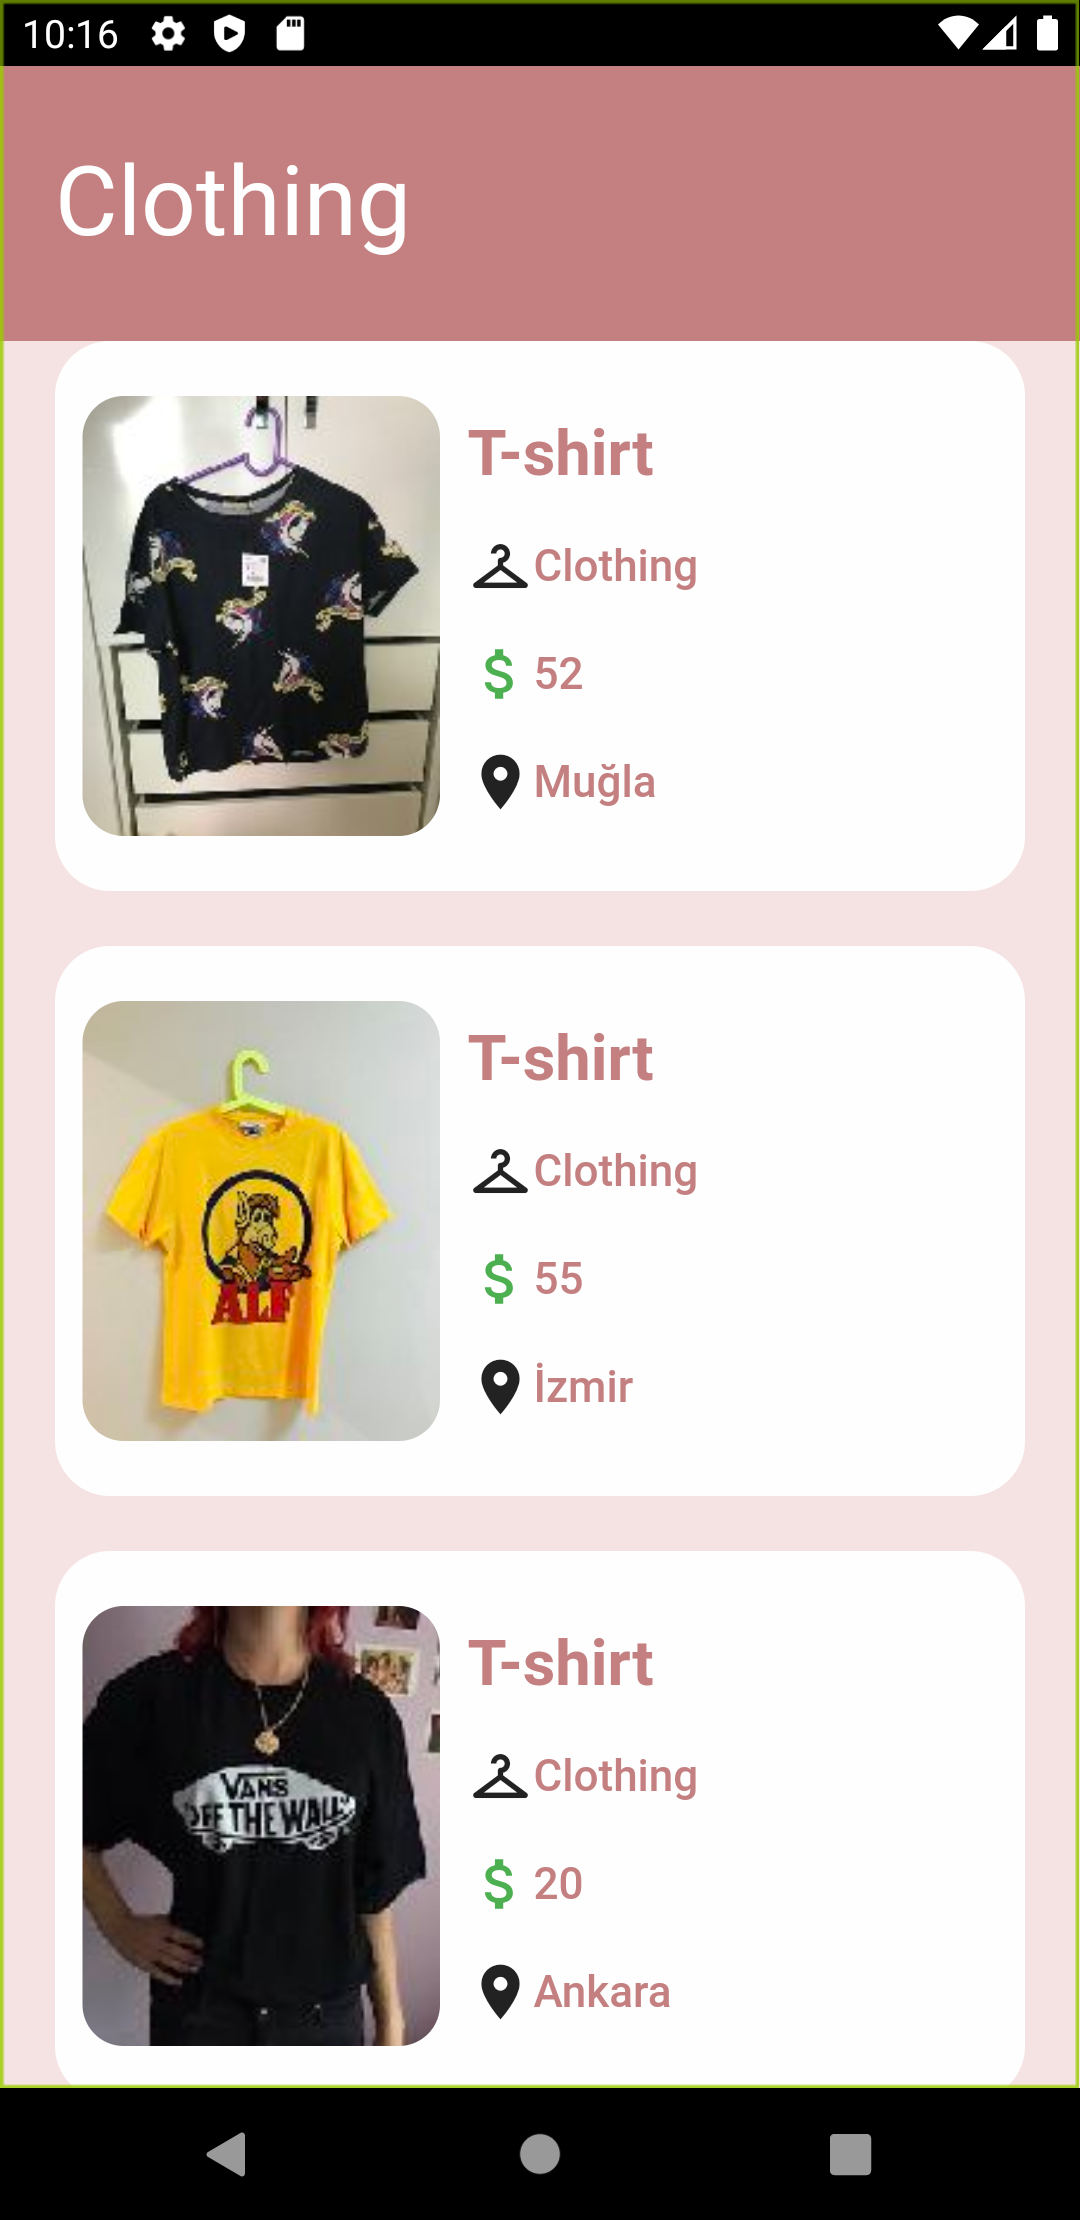 10:16
Clothing
T-shirt
Clothing
$ 52
Muğla
T-shirt
Clothing
$ 55
İzmir
ALF
T-shirt
Clothing
$ 20
Ankara
VANS
"OFF THE WALL"